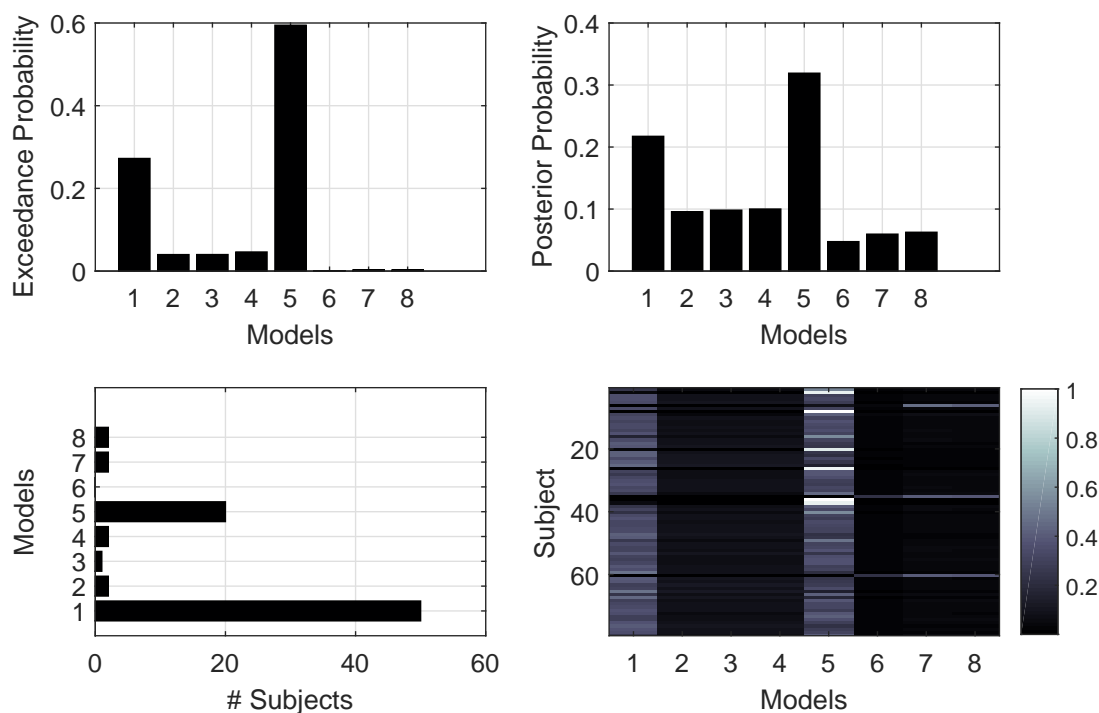 Exceedance Probability
0.6
0.4
0.2
0
1 2 3 4 5 6 7 8
Models
Posterior Probability
0.4
0.3
0.2
0.1
0
1 2 3 4 5 6 7 8
Models
Models
8
7
6
5
4
3
2
1
0 20 40 60
# Subjects
Subject
20
40
60
1 2 3 4 5 6 7 8
Models
1
0.8
0.6
0.4
0.2